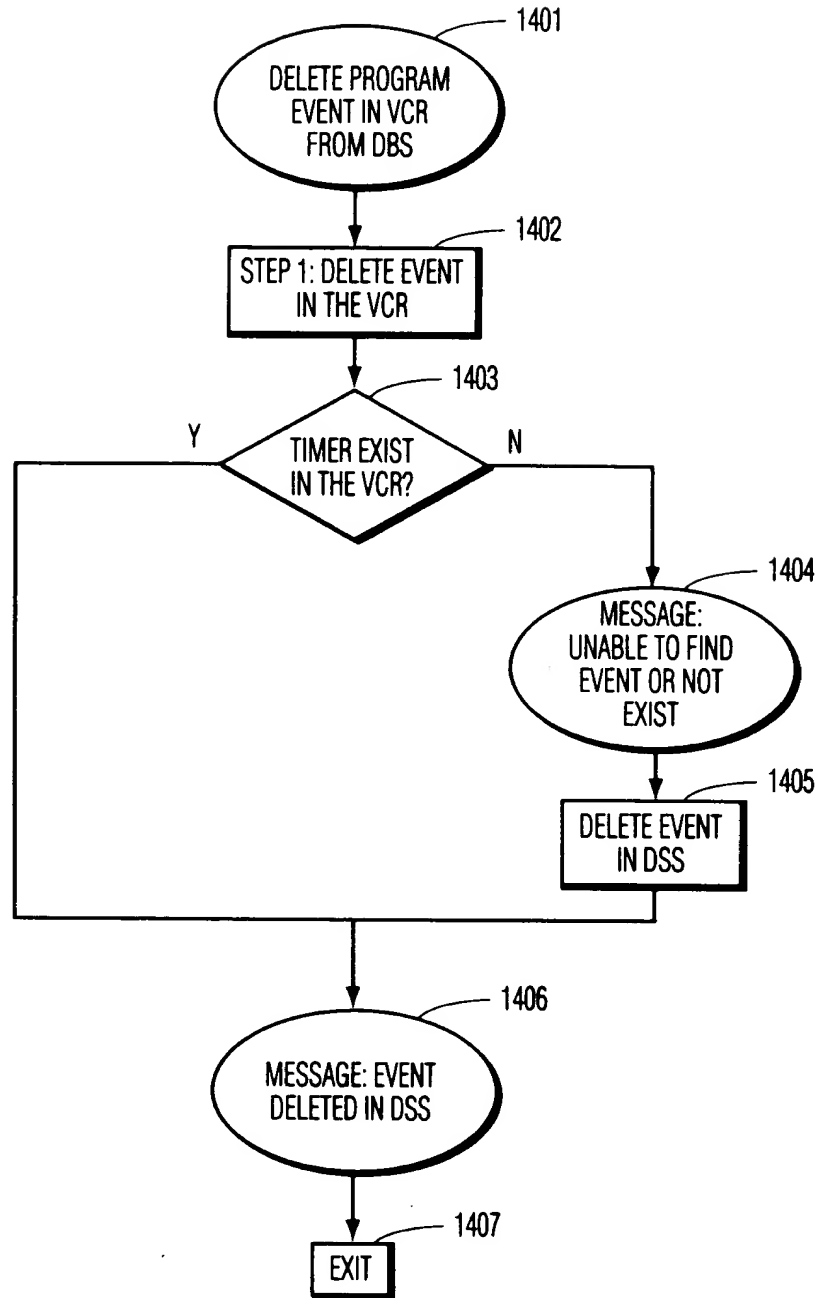 1401
DELETE PROGRAM
EVENT IN VCR
FROM DBS
1402
STEP 1: DELETE EVENT
IN THE VCR
1403
Y
TIMER EXIST
IN THE VCR?
N
1404
MESSAGE:
UNABLE TO FIND
EVENT OR NOT
EXIST
1405
DELETE EVENT
IN DSS
1406
MESSAGE: EVENT
DELETED IN DSS
1407
EXIT